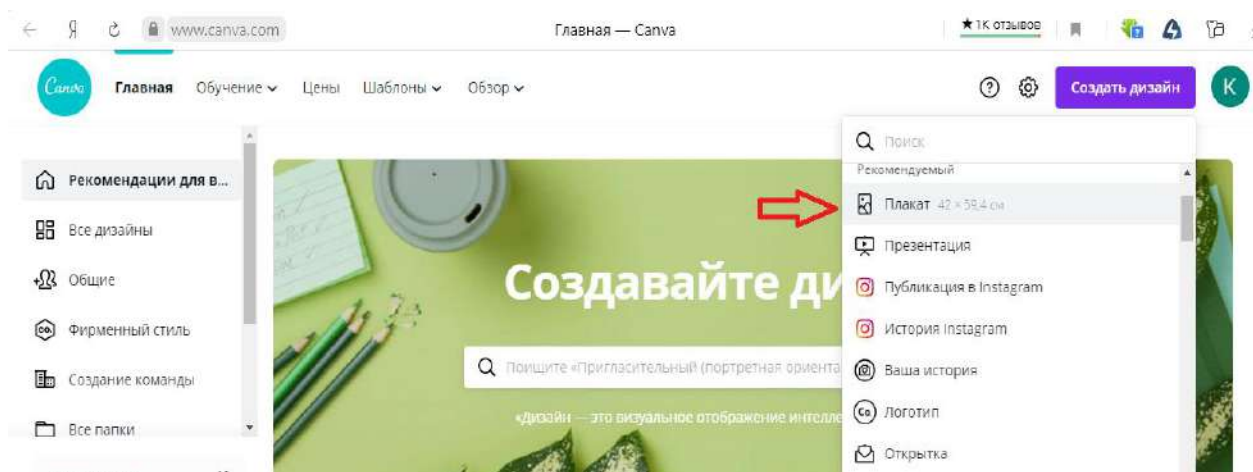 Я www.canva.com Главная — Canva ★1K отзывов
Canva Главная Обучение Цены Шаблоны Обзор ? Создать дизайн K
Поиск
Рекомендуемый
Рекомендации для в...
Все дизайны
Общие
Фирменный стиль
Создание команды
Все папки
Создавайте ди
Поищите «Пригласительный (портретная ориента
«Дизайн — это визуальное отображение интелле
Плакат 42 × 59,4 см
Презентация
Публикация в Instagram
История Instagram
Ваша история
Co. Логотип
Открытка